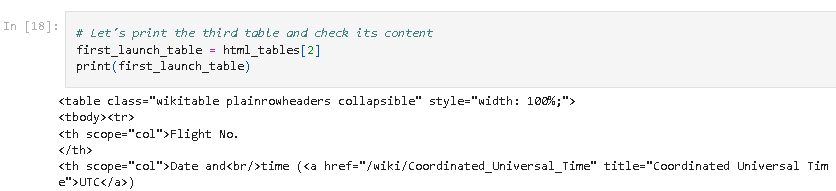 In [18]:
# Let's print the third table and check its content
first_launch_table = html_tables[2]
print(first_launch_table)
<table class="wikitable plainrowheaders collapsible" style="width: 100%;">
<tbody><tr>
<th scope="col">Flight No.
</th>
<th scope="col">Date and<br/>time (<a href="/wiki/Coordinated_Universal_Time" title="Coordinated Universal Tim
e">UTC</a>)